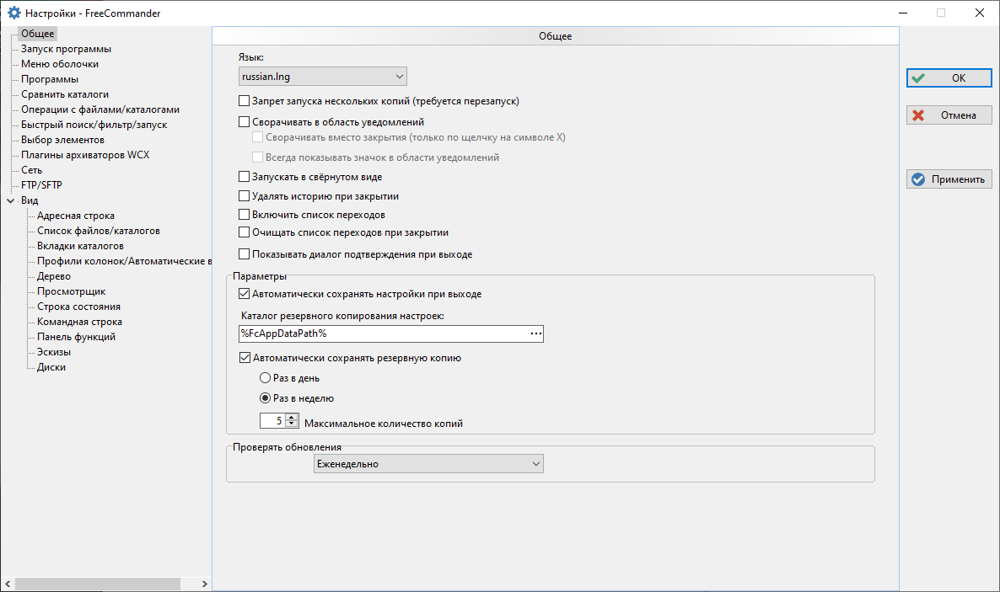 Настройки - FreeCommander
Общее
Запуск программы
Меню оболочки
Программы
Сравнить каталоги
Операции с файлами/каталогами
Быстрый поиск/фильтр/запуск
Выбор элементов
Плагины архиваторов WCX
Сеть
FTP/SFTP
Вид
Адресная строка
Список файлов/каталогов
Вкладки каталогов
Профили колонок/Автоматические в
Дерево
Просмотрщик
Строка состояния
Командная строка
Панель функций
Эскизы
Диски
Общее
Язык:
russian.lng
Запрет запуска нескольких копий (требуется перезапуск)
Сворачивать в область уведомлений
Сворачивать вместо закрытия (только по щелчку на символе X)
Всегда показывать значок в области уведомлений
Запускать в свёрнутом виде
Удалять историю при закрытии
Включить список переходов
Очищать список переходов при закрытии
Показывать диалог подтверждения при выходе
Параметры
Автоматически сохранять настройки при выходе
Каталог резервного копирования настроек:
%FcAppDataPath%
Автоматически сохранять резервную копию
Раз в день
Раз в неделю
5 Максимальное количество копий
Проверять обновления
Еженедельно
OK
Отмена
Применить